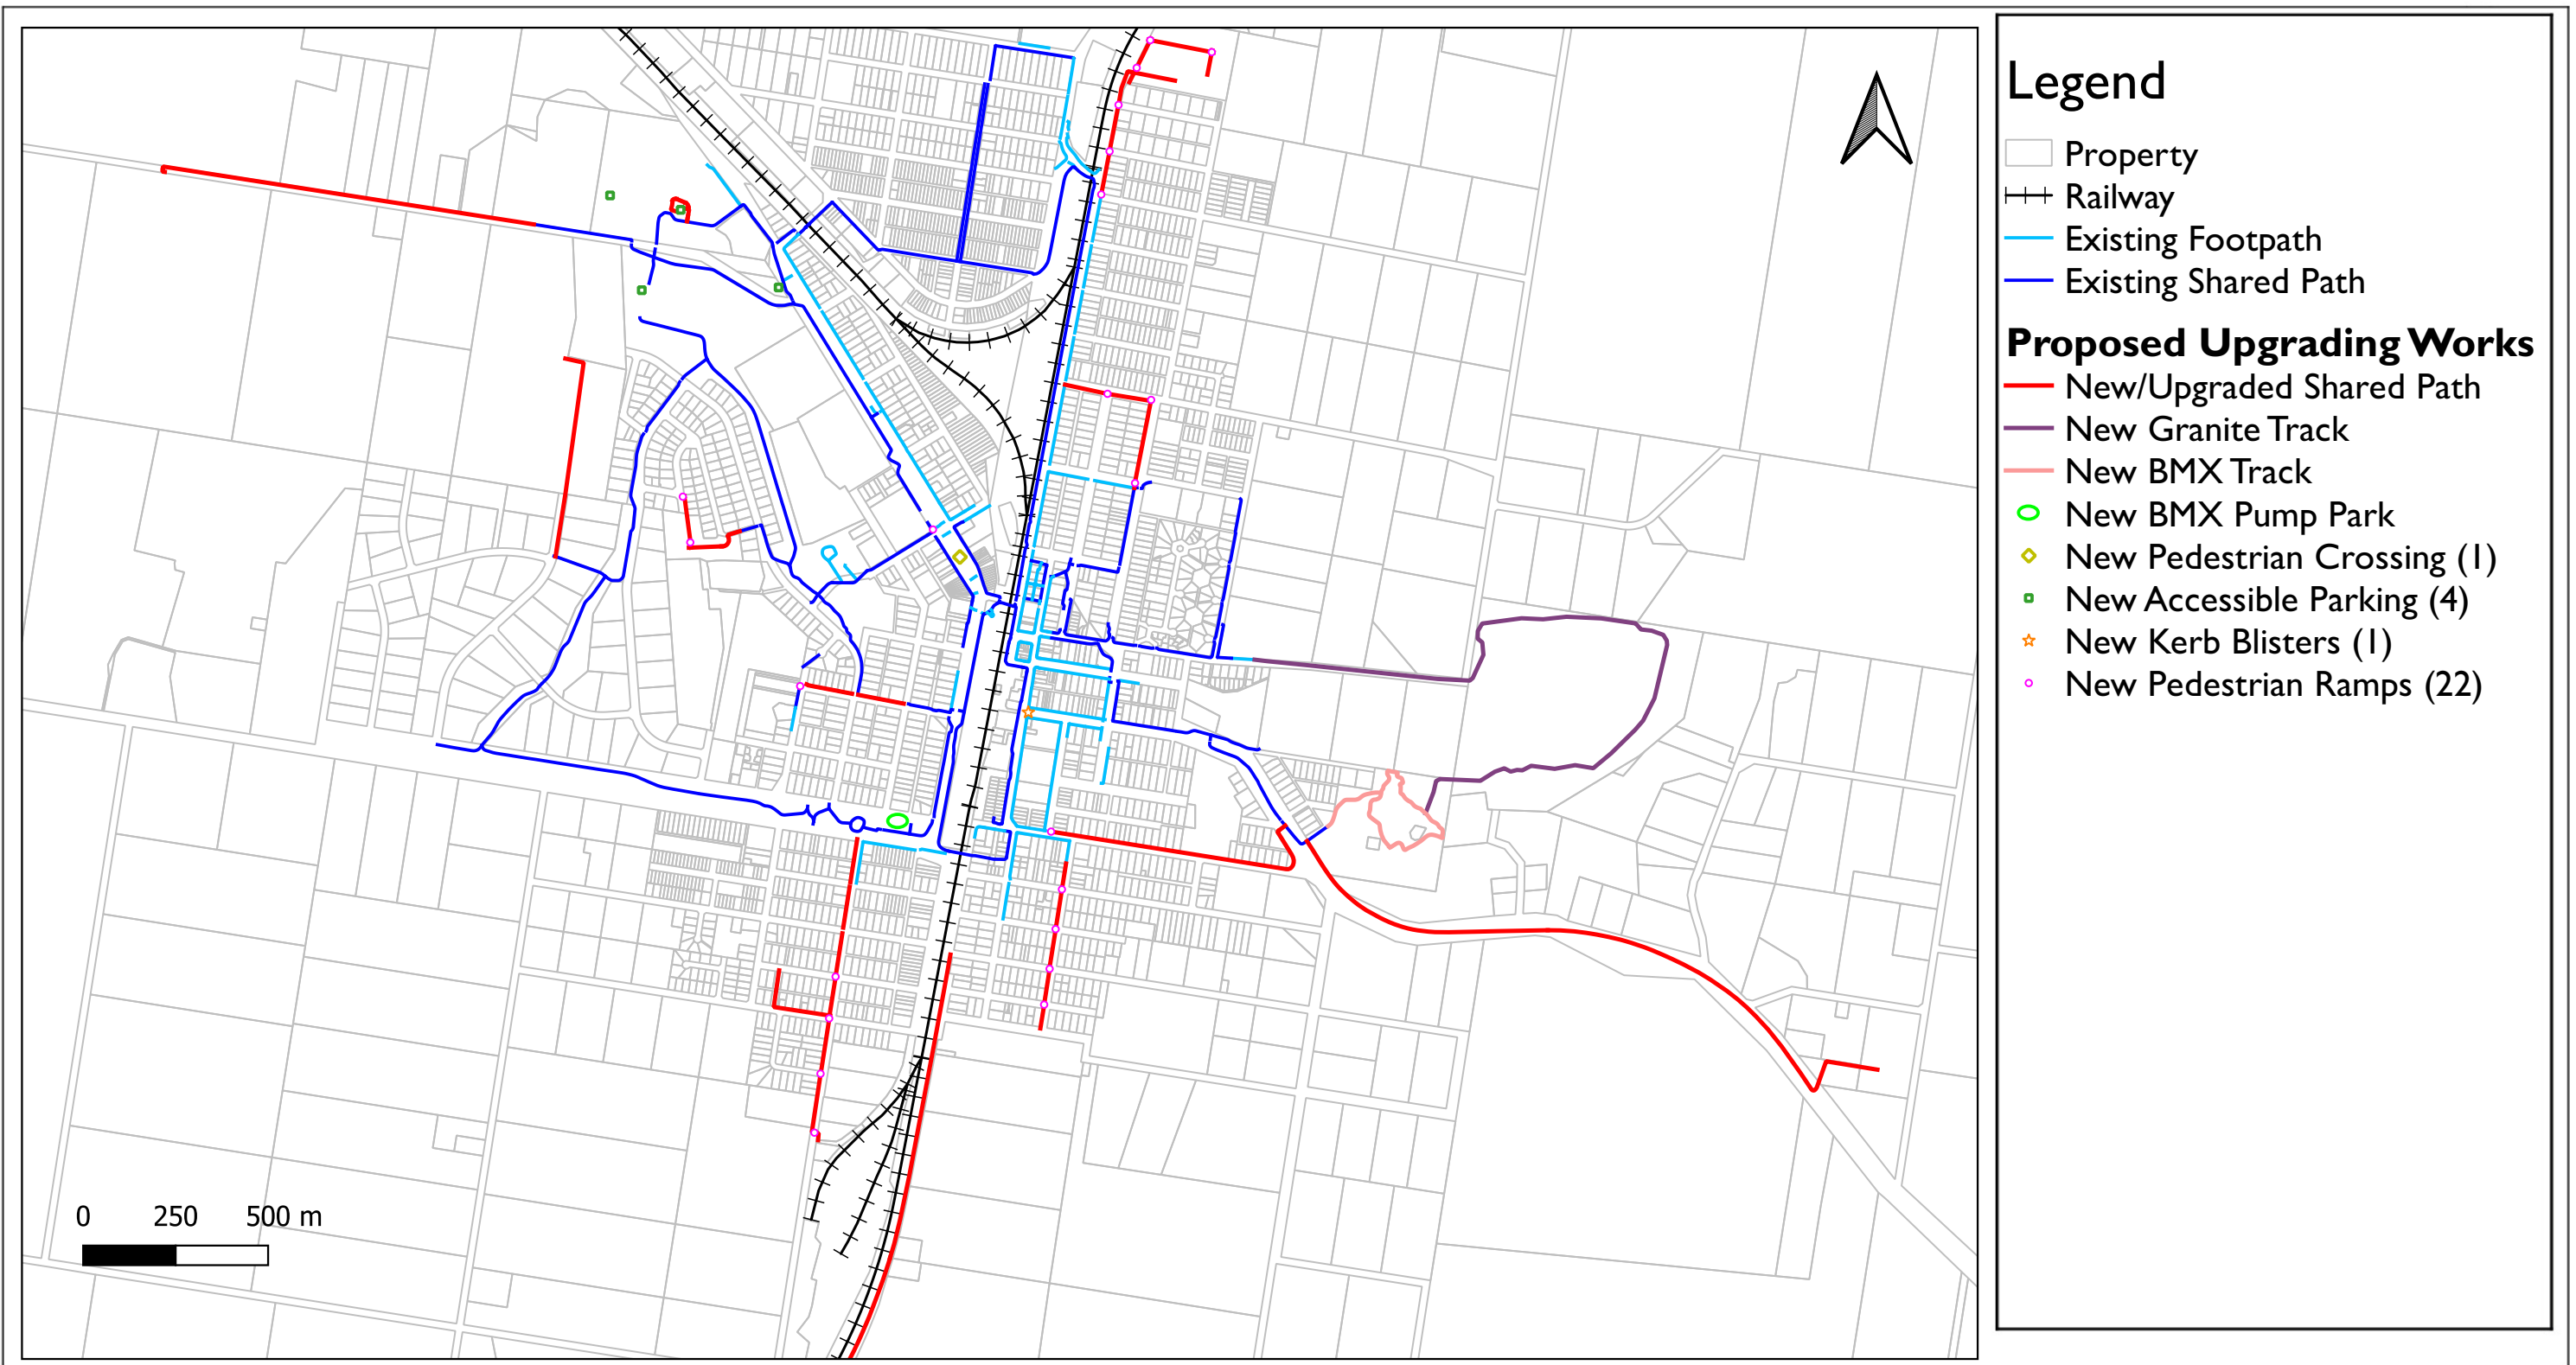 Legend
Property
Railway
Existing Footpath
Existing Shared Path
Proposed Upgrading Works
New/Upgraded Shared Path
New Granite Track
New BMX Track
New BMX Pump Park
New Pedestrian Crossing (1)
New Accessible Parking (4)
New Kerb Blisters (1)
New Pedestrian Ramps (22)
0 250 500 m